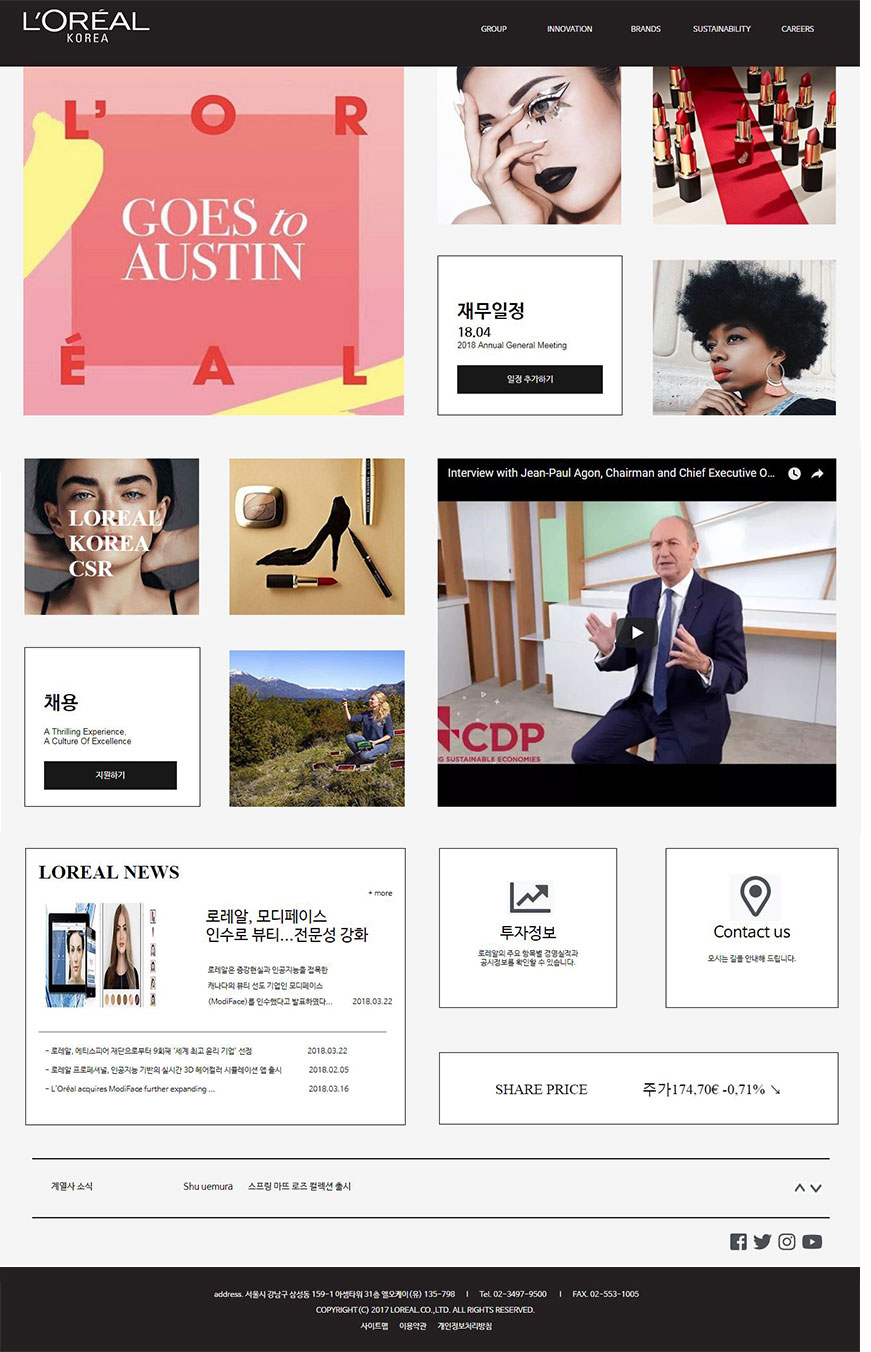 L'ORÉAL
KOREA
GROUP INNOVATION BRANDS SUSTAINABILITY CAREERS
L' O R
GOES to
AUSTIN
É A L
재무일정
18.04
2018 Annual General Meeting
일정 추가하기
LOREAL
KOREA
CSR
Interview with Jean-Paul Agon, Chairman and Chief Executive O...
CDP
NG SUSTAINABLE ECONOMIES
채용
A Thrilling Experience,
A Culture Of Excellence
지원하기
LOREAL NEWS
+ more
로레알, 모디페이스
인수로 뷰티...전문성 강화
로레알은 증강현실과 인공지능을 접목한
캐나다의 뷰티 선도 기업인 모디페이스
(ModiFace)를 인수했다고 발표하였다... 2018.03.22
- 로레알, 에티스피어 재단으로부터 9회째 '세계 최고 윤리 기업' 선정 2018.03.22
- 로레알 프로페셔널, 인공지능 기반의 실시간 3D 헤어컬러 시뮬레이션 앱 출시 2018.02.05
- L'Oréal acquires ModiFace further expanding ... 2018.03.16
투자정보
로레알의 주요 항목별 경영실적과
공시정보를 확인할 수 있습니다.
Contact us
오시는 길을 안내해 드립니다.
SHARE PRICE 주가174,70€ -0,71% ↘
계열사 소식 Shu uemura 스프링 마뜨 로즈 컬렉션 출시
address. 서울시 강남구 삼성동 159-1 아셈타워 31층 엘오케이(유) 135-798 I Tel. 02-3497-9500 I FAX. 02-553-1005
COPYRIGHT(C) 2017 LOREAL.CO.,LTD. ALL RIGHTS RESERVED.
사이트맵 이용약관 개인정보처리방침